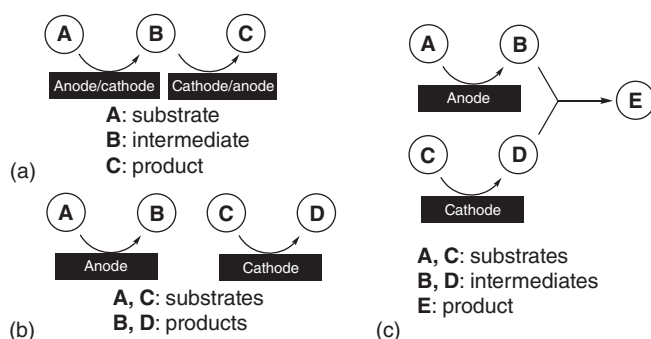 A B C
Anode/cathode Cathode/anode
A: substrate
B: intermediate
C: product
(a)
A B C D
Anode Cathode
A, C: substrates
B, D: products
(b)
A B
Anode
E
C D
Cathode
A, C: substrates
B, D: intermediates
E: product
(c)